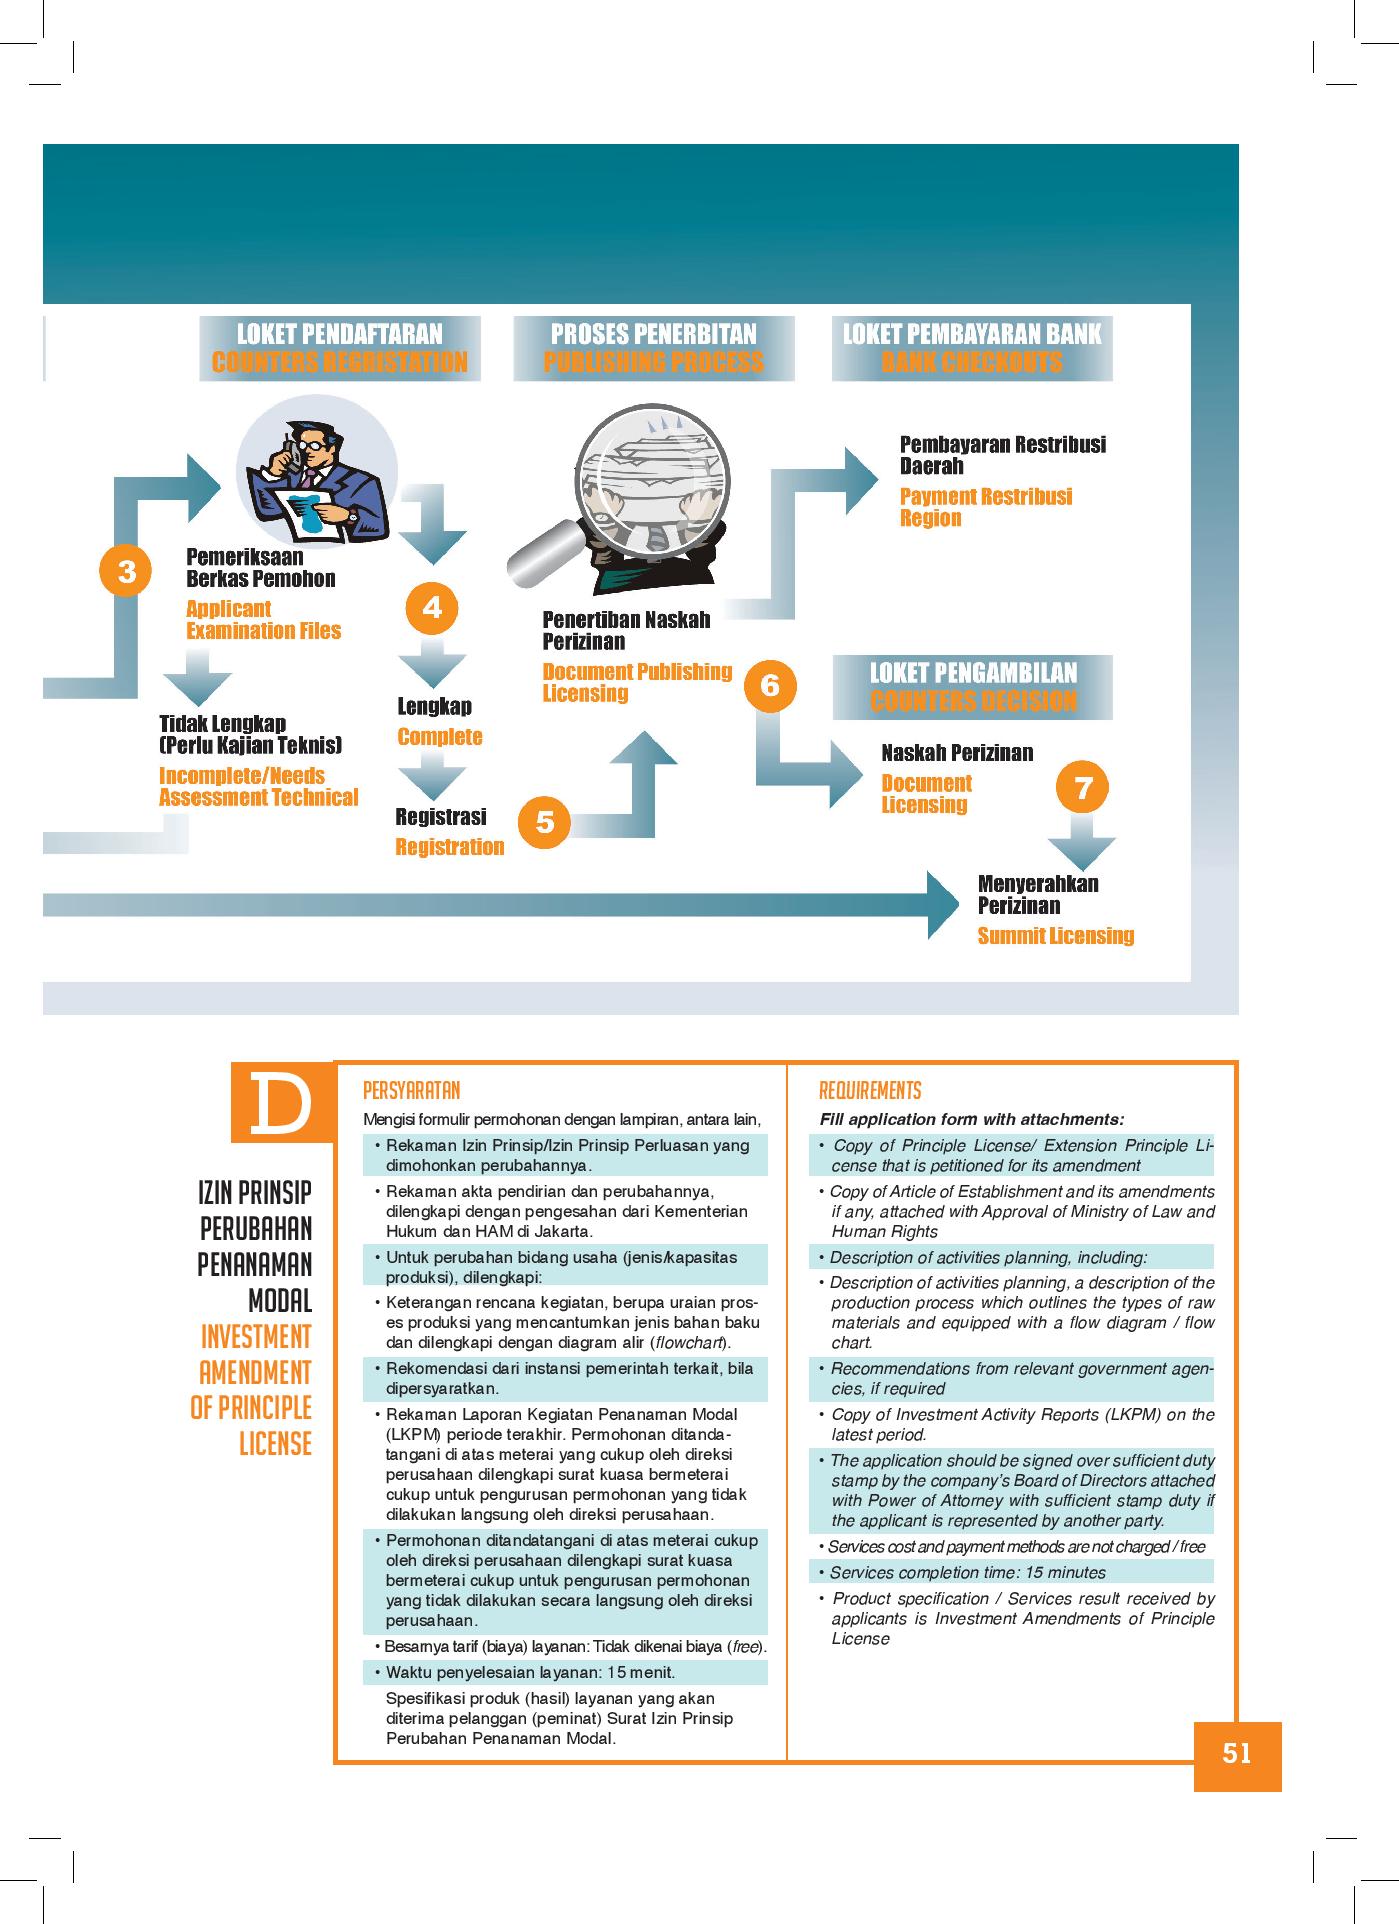 LOKET PENDAFTARAN
COUNTERS REGRISTATION
PROSES PENERBITAN
PUBLISHING PROCESS
LOKET PEMBAYARAN BANK
BANK CHECKOUTS
3
Pemeriksaan
Berkas Pemohon
Applicant
Examination Files
Tidak Lengkap
(Perlu Kajian Teknis)
Incomplete/Needs
Assessment Technical
4
Lengkap
Complete
Registrasi
Registration
5
Penertiban Naskah
Perizinan
Document Publishing
Licensing
6
Pembayaran Restribusi
Daerah
Payment Restribusi
Region
LOKET PENGAMBILAN
COUNTERS DECISION
Naskah Perizinan
Document
Licensing
7
Menyerahkan
Perizinan
Summit Licensing
D
IZIN PRINSIP
PERUBAHAN
PENANAMAN
MODAL
INVESTMENT
AMENDMENT
OF PRINCIPLE
LICENSE
PERSYARATAN
Mengisi formulir permohonan dengan lampiran, antara lain,
• Rekaman Izin Prinsip/Izin Prinsip Perluasan yang
dimohonkan perubahannya.
• Rekaman akta pendirian dan perubahannya,
dilengkapi dengan pengesahan dari Kementerian
Hukum dan HAM di Jakarta.
• Untuk perubahan bidang usaha (jenis/kapasitas
produksi), dilengkapi:
• Keterangan rencana kegiatan, berupa uraian pros-
es produksi yang mencantumkan jenis bahan baku
dan dilengkapi dengan diagram alir (flowchart).
• Rekomendasi dari instansi pemerintah terkait, bila
dipersyaratkan.
• Rekaman Laporan Kegiatan Penanaman Modal
(LKPM) periode terakhir. Permohonan ditanda-
tangani di atas meterai yang cukup oleh direksi
perusahaan dilengkapi surat kuasa bermeterai
cukup untuk pengurusan permohonan yang tidak
dilakukan langsung oleh direksi perusahaan.
• Permohonan ditandatangani di atas meterai cukup
oleh direksi perusahaan dilengkapi surat kuasa
bermeterai cukup untuk pengurusan permohonan
yang tidak dilakukan secara langsung oleh direksi
perusahaan.
• Besarnya tarif (biaya) layanan: Tidak dikenai biaya (free).
• Waktu penyelesaian layanan: 15 menit.
Spesifikasi produk (hasil) layanan yang akan
diterima pelanggan (peminat) Surat Izin Prinsip
Perubahan Penanaman Modal.
REQUIREMENTS
Fill application form with attachments:
• Copy of Principle License/ Extension Principle Li-
cense that is petitioned for its amendment
• Copy of Article of Establishment and its amendments
if any, attached with Approval of Ministry of Law and
Human Rights
• Description of activities planning, including:
• Description of activities planning, a description of the
production process which outlines the types of raw
materials and equipped with a flow diagram / flow
chart.
• Recommendations from relevant government agen-
cies, if required
• Copy of Investment Activity Reports (LKPM) on the
latest period.
• The application should be signed over sufficient duty
stamp by the company's Board of Directors attached
with Power of Attorney with sufficient stamp duty if
the applicant is represented by another party.
• Services cost and payment methods are not charged / free
• Services completion time: 15 minutes
• Product specification / Services result received by
applicants is Investment Amendments of Principle
License
51